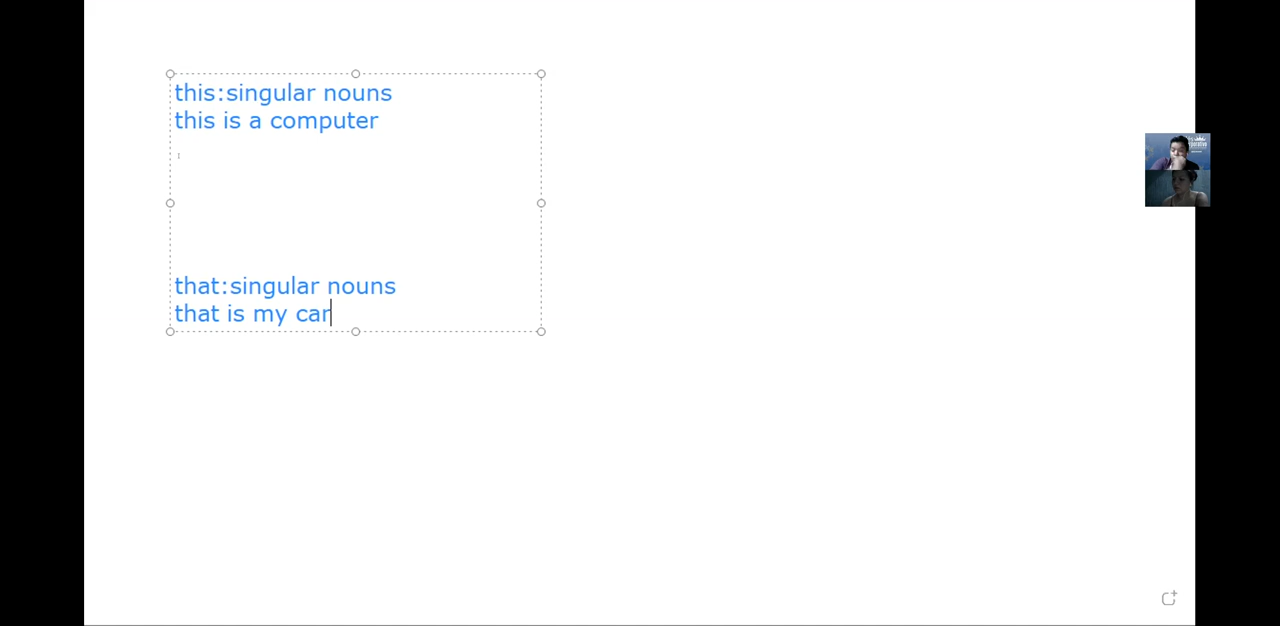 this:singular nouns
this is a computer
that:singular nouns
that is my car